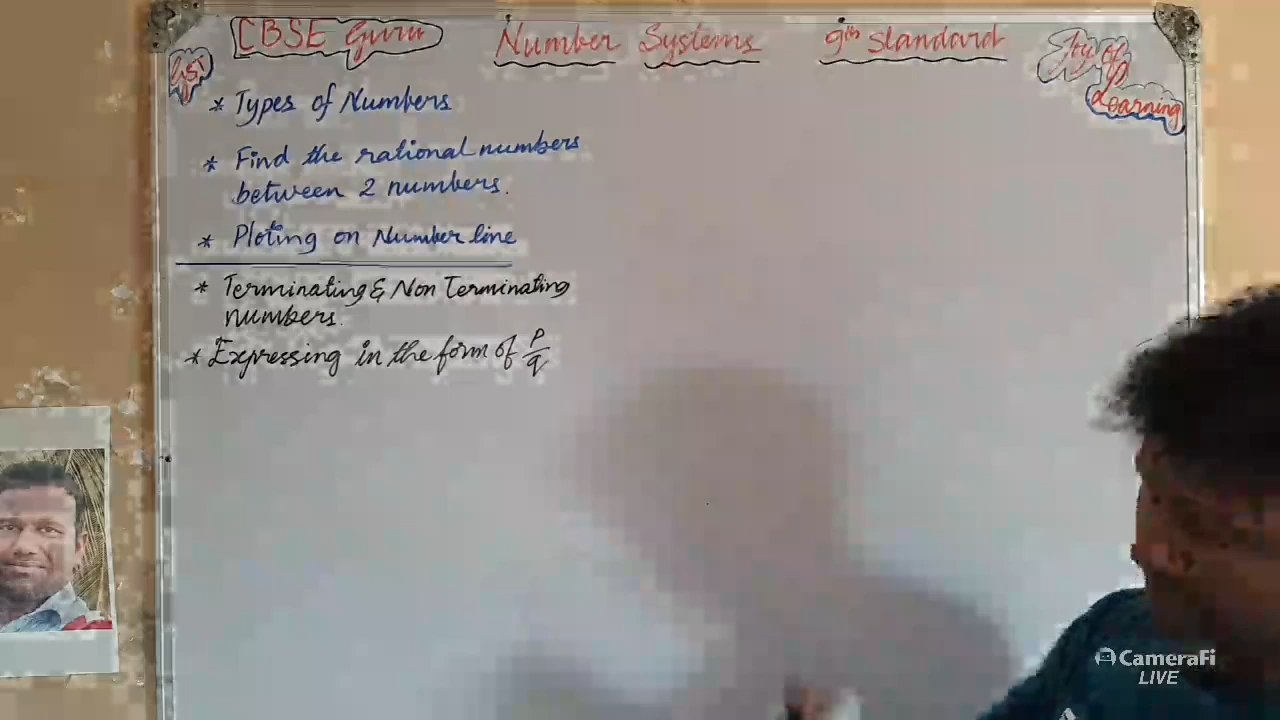 CBSE Guru
Number Systems
9th Standard
GST
Joy of
Learning
* Types of Numbers
* Find the rational numbers
between 2 numbers.
* Ploting on Number line
* Terminating & Non Terminating
numbers.
* Expressing in the form of p/q
CameraFi
LIVE